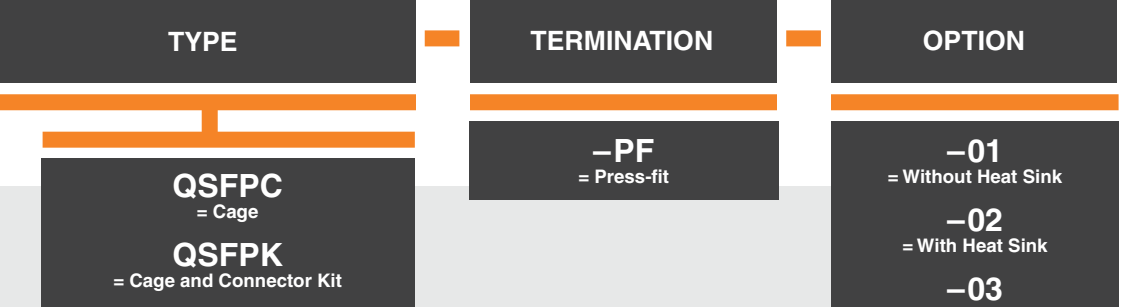 TYPE
TERMINATION
OPTION
QSFPC
= Cage
QSFPK
= Cage and Connector Kit
–PF
= Press-fit
–01
= Without Heat Sink
–02
= With Heat Sink
–03